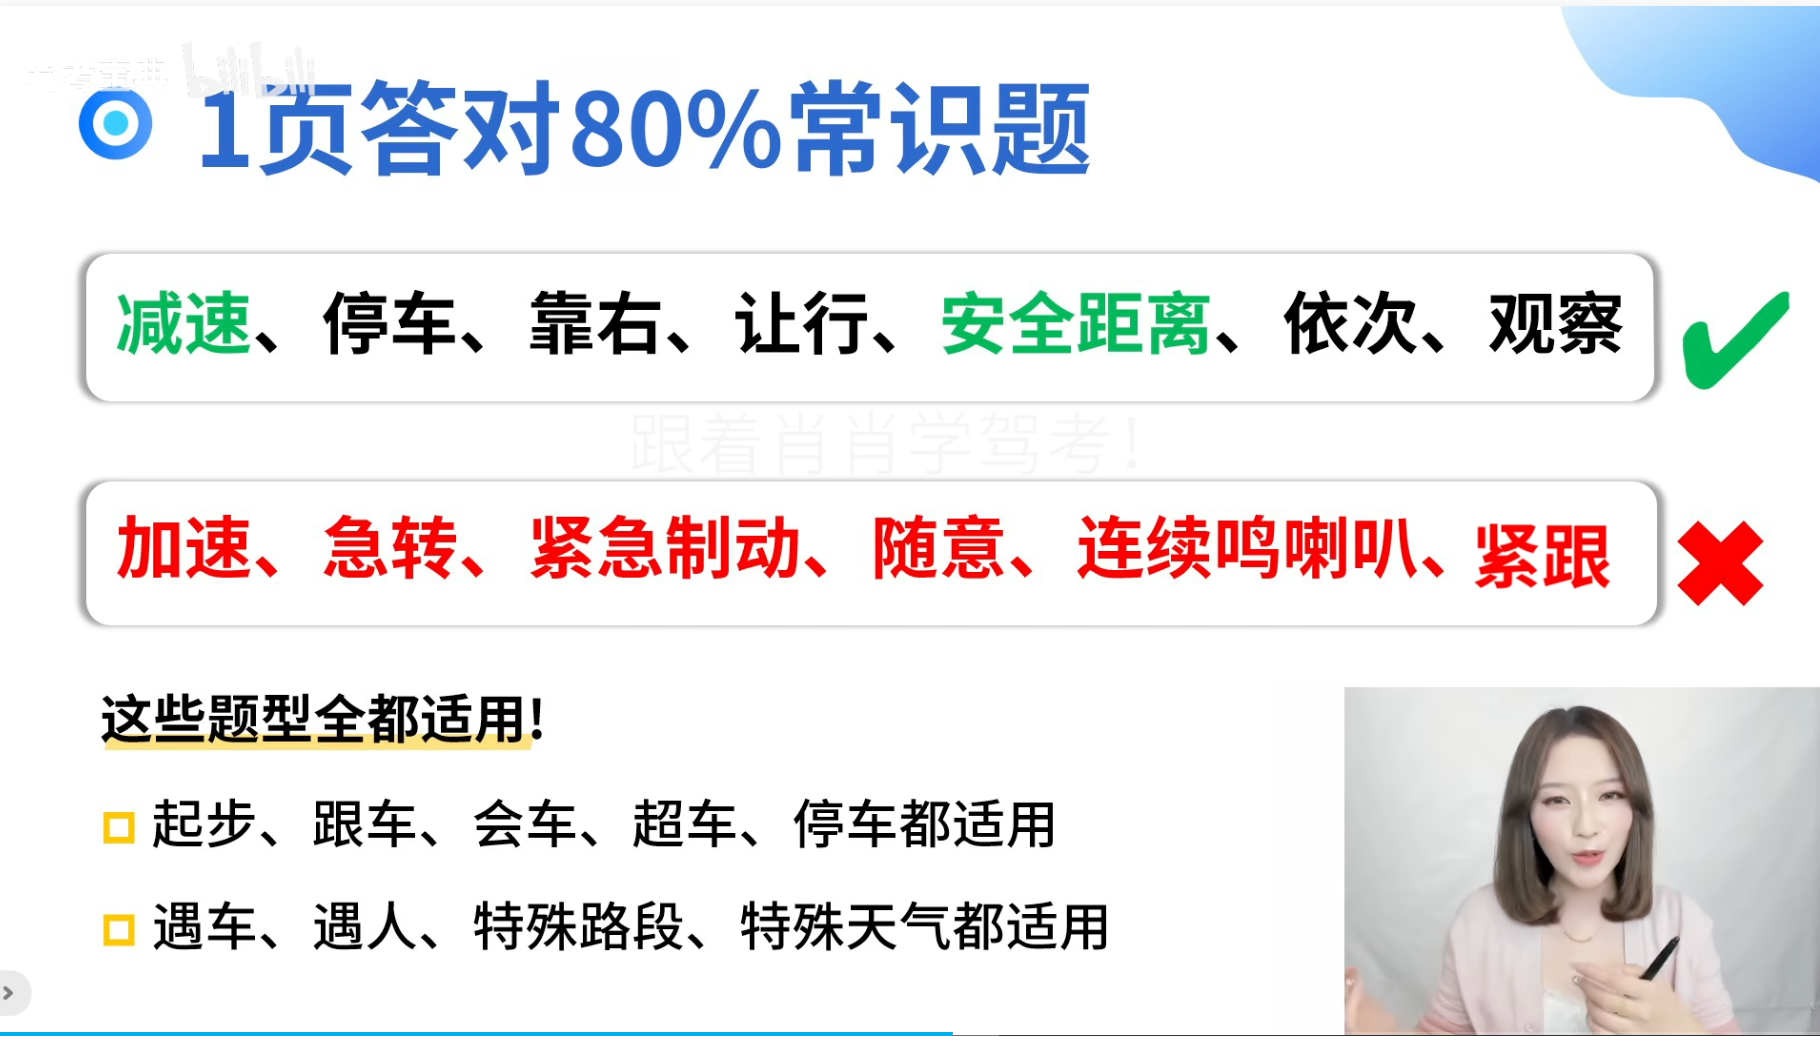 bilibili
1页答对80%常识题
减速、停车、靠右、让行、安全距离、依次、观察
跟着肖肖学驾考!
加速、急转、紧急制动、随意、连续鸣喇叭、紧跟
这些题型全都适用!
起步、跟车、会车、超车、停车都适用
遇车、遇人、特殊路段、特殊天气都适用